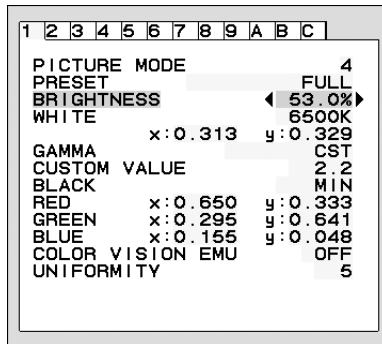 1 2 3 4 5 6 7 8 9 A B C
PICTURE MODE 4
PRESET FULL
BRIGHTNESS 53.0%
WHITE 6500K
x:0.313 y:0.329
GAMMA CST
CUSTOM VALUE 2.2
BLACK MIN
RED x:0.650 y:0.333
GREEN x:0.295 y:0.641
BLUE x:0.155 y:0.048
COLOR VISION EMU OFF
UNIFORMITY 5